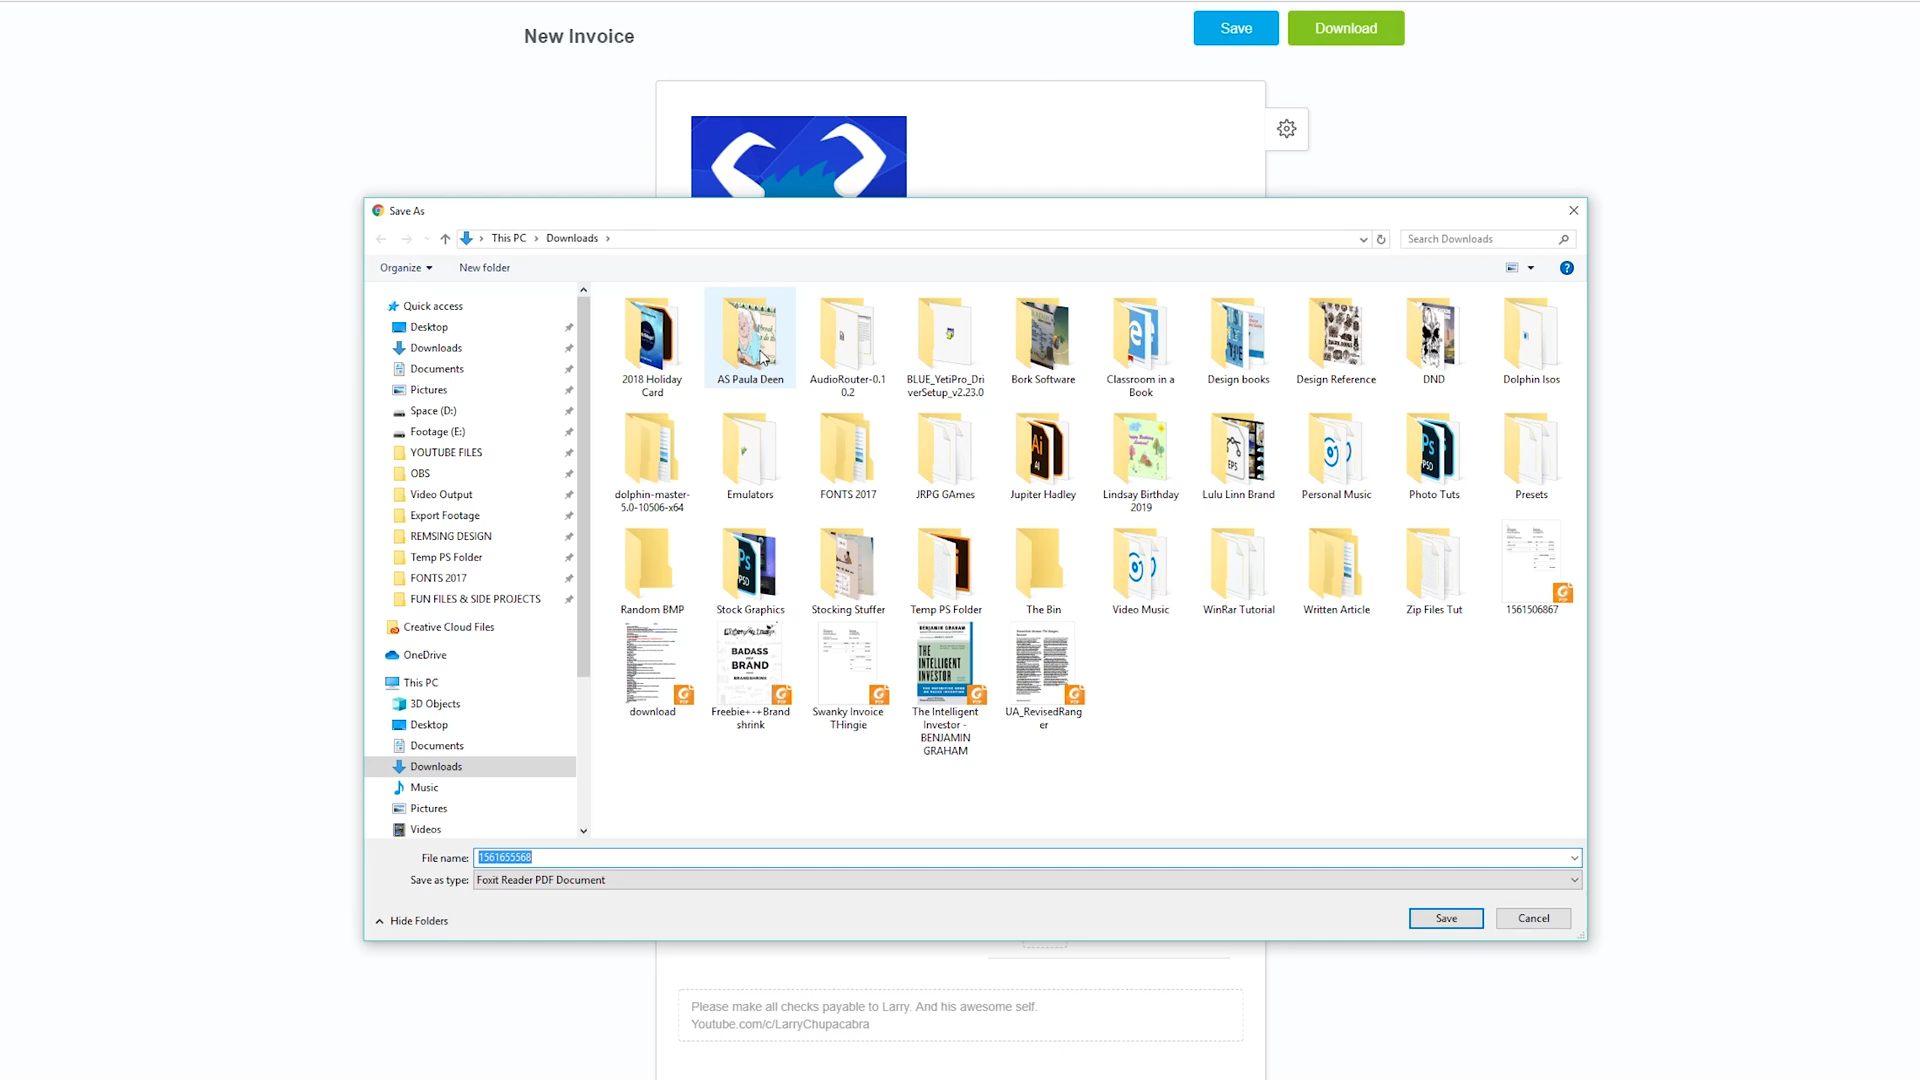 New Invoice
Save
Download
Save As
This PC
Downloads
Search Downloads
Organize
New folder
Quick access
Desktop
Downloads
Documents
Pictures
Space (D:)
Footage (E:)
YOUTUBE FILES
OBS
Video Output
Export Footage
REMSING DESIGN
Temp PS Folder
FONTS 2017
FUN FILES & SIDE PROJECTS
Creative Cloud Files
OneDrive
This PC
3D Objects
Desktop
Documents
Downloads
Music
Pictures
Videos
2018 Holiday
Card
AS Paula Deen
AudioRouter-0.1
0.2
BLUE_YetiPro_Dri
verSetup_v2.23.0
Bork Software
Classroom in a
Book
Design books
Design Reference
DND
Dolphin Isos
dolphin-master-
5.0-10506-x64
Emulators
FONTS 2017
JRPG GAmes
Jupiter Hadley
Lindsay Birthday
2019
Lulu Linn Brand
Personal Music
Photo Tuts
Presets
Random BMP
Stock Graphics
Stocking Stuffer
Temp PS Folder
The Bin
Video Music
WinRar Tutorial
Written Article
Zip Files Tut
1561506867
BADASS
BRAND
BENJAMIN GRAHAM
THE
INTELLIGENT
INVESTOR
download
Freebie+-+Brand
shrink
Swanky Invoice
THingie
The Intelligent
Investor -
BENJAMIN
GRAHAM
UA_RevisedRang
er
File name:
1561655568
Save as type:
Foxit Reader PDF Document
Hide Folders
Save
Cancel
Please make all checks payable to Larry. And his awesome self.
Youtube.com/c/LarryChupacabra